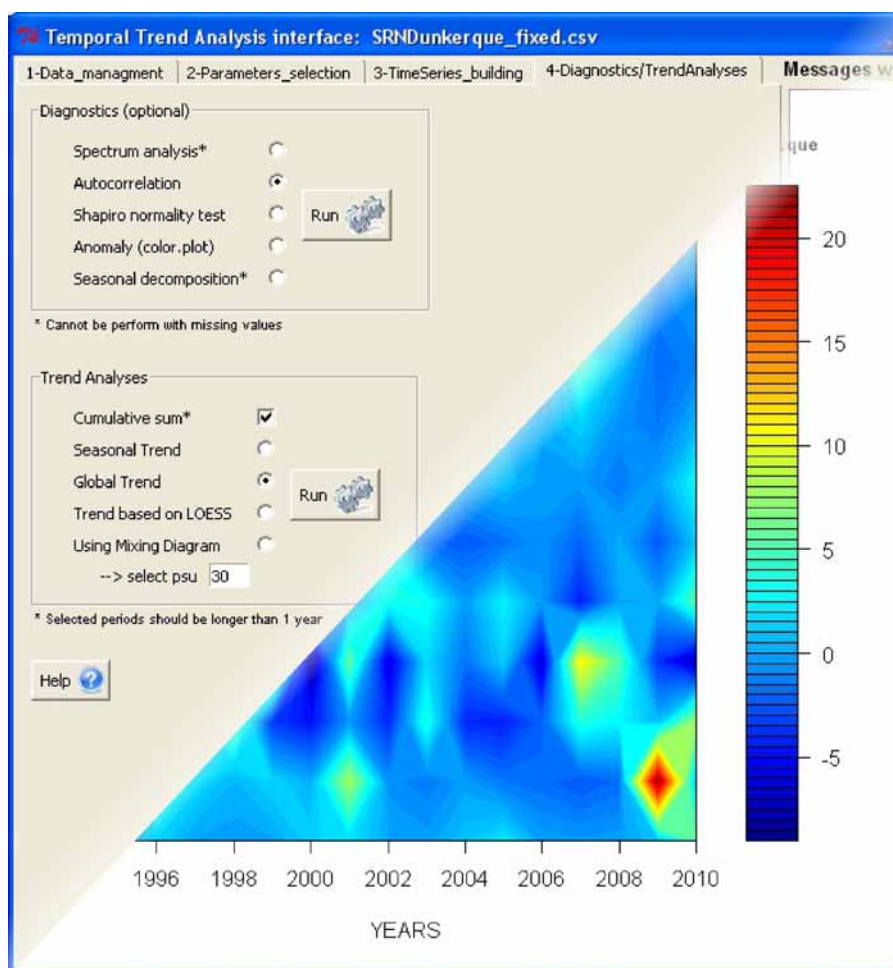 Temporal Trend Analysis interface: SRNDunkerque_fixed.csv
1-Data_managment 2-Parameters_selection 3-TimeSeries_building 4-Diagnostics/TrendAnalyses Messages w
Diagnostics (optional)
Spectrum analysis*
Autocorrelation
Shapiro normality test
Anomaly (color.plot)
Seasonal decomposition*
Run
* Cannot be perform with missing values
Trend Analyses
Cumulative sum*
Seasonal Trend
Global Trend
Trend based on LOESS
Using Mixing Diagram
--> select psu 30
Run
* Selected periods should be longer than 1 year
Help
que
20
15
10
5
0
-5
1996 1998 2000 2002 2004 2006 2008 2010
YEARS